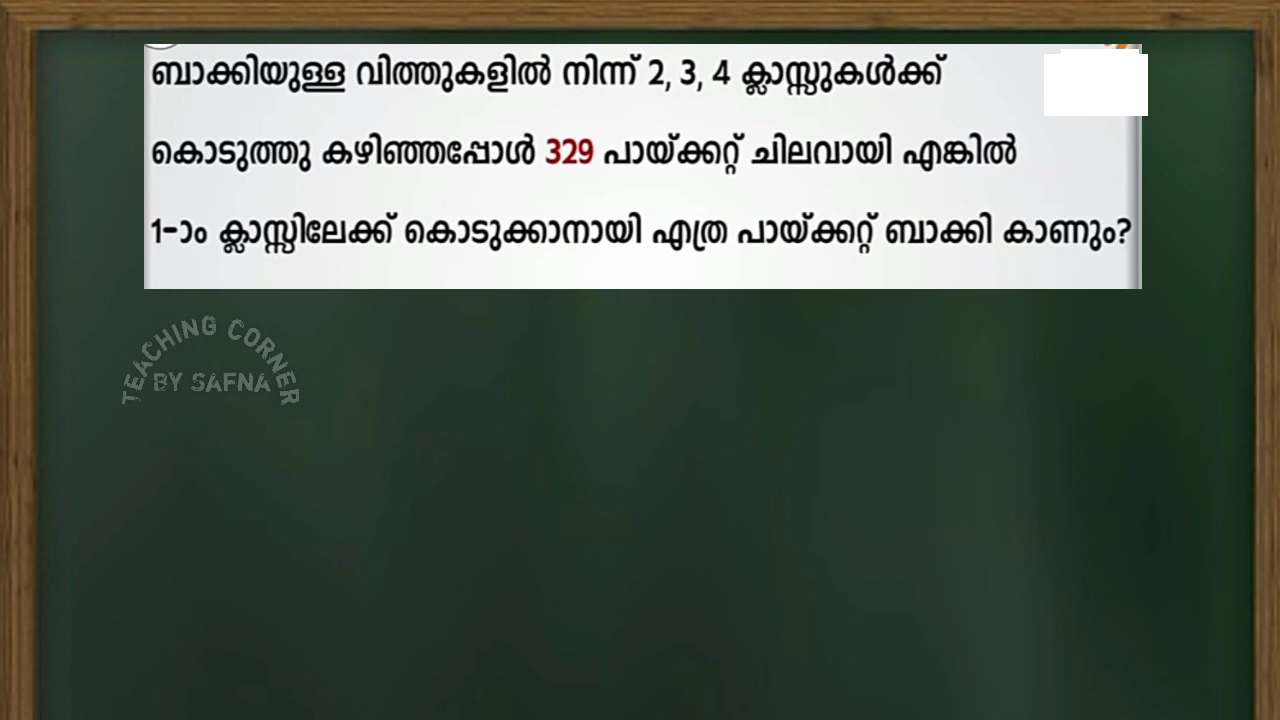 ബാക്കിയുള്ള വിത്തുകളിൽ നിന്ന് 2, 3, 4 ക്ലാസ്സുകൾക്ക്
കൊടുത്തു കഴിഞ്ഞപ്പോൾ 329 പായ്ക്കറ്റ് ചിലവായി എങ്കിൽ
1-ാം ക്ലാസ്സിലേക്ക് കൊടുക്കാനായി എത്ര പായ്ക്കറ്റ് ബാക്കി കാണും?
TEACHING CORNER
BY SAFNA